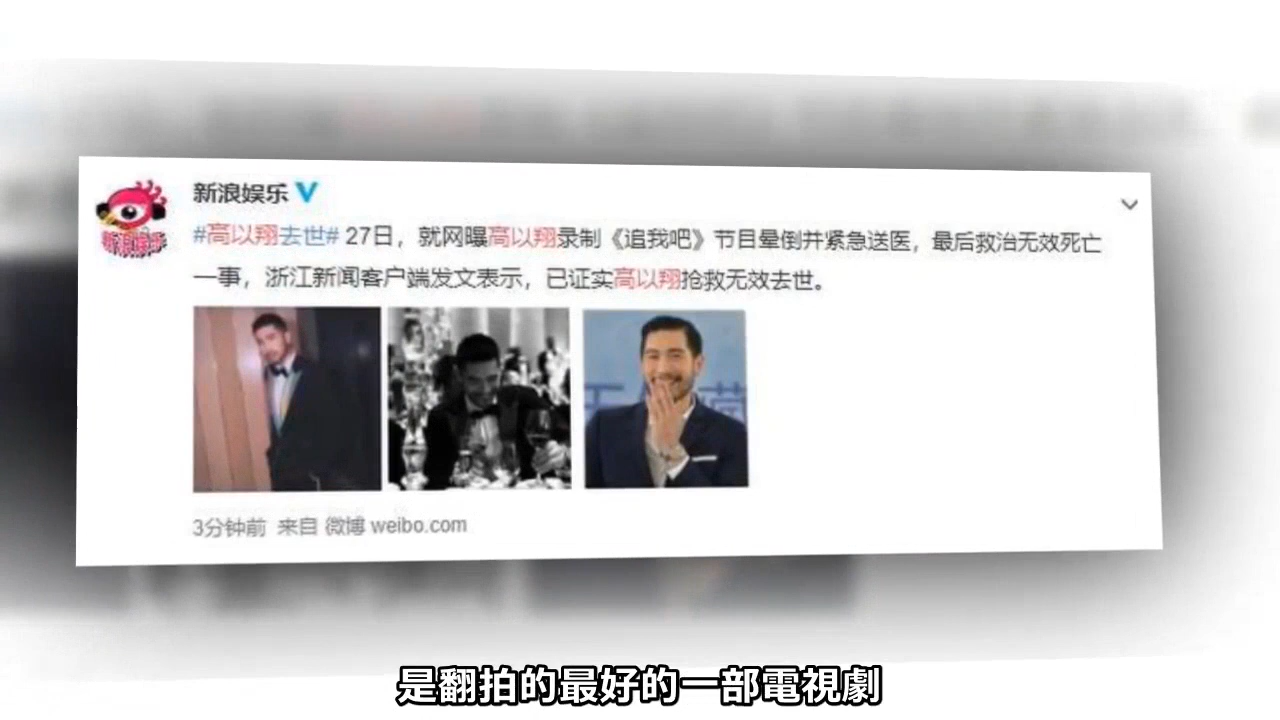 新浪娱乐
新浪娱乐
#高以翔去世# 27日，就网曝高以翔录制《追我吧》节目晕倒并紧急送医，最后救治无效死亡
一事，浙江新闻客户端发文表示，已证实高以翔抢救无效去世。
3分钟前 来自 微博 weibo.com
是翻拍的最好的一部電視劇